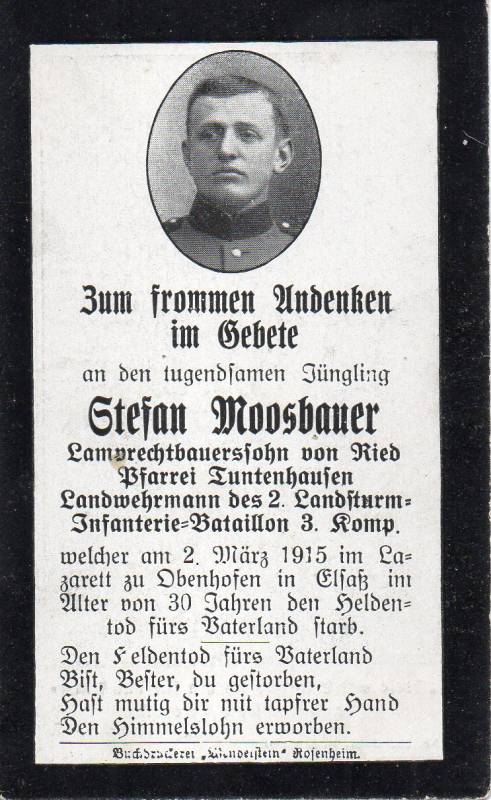 Zum frommen Andenken
im Gebete
an den tugendsamen Jüngling
Stefan Moosbauer
Lamprechtbauerssohn von Ried
Pfarrei Tuntenhausen
Landwehrmann des 2. Landsturm-
Infanterie-Bataillon 3. Komp.
welcher am 2. März 1915 im La-
zarett zu Obenhofen in Elsaß im
Alter von 30 Jahren den Helden-
tod fürs Vaterland starb.
Den Feldentod fürs Vaterland
Bist, Bester, du gestorben,
Hast mutig dir mit tapfrer Hand
Den Himmelslohn erworben.
Buchdruckerei „Wendelstein“ Rosenheim.